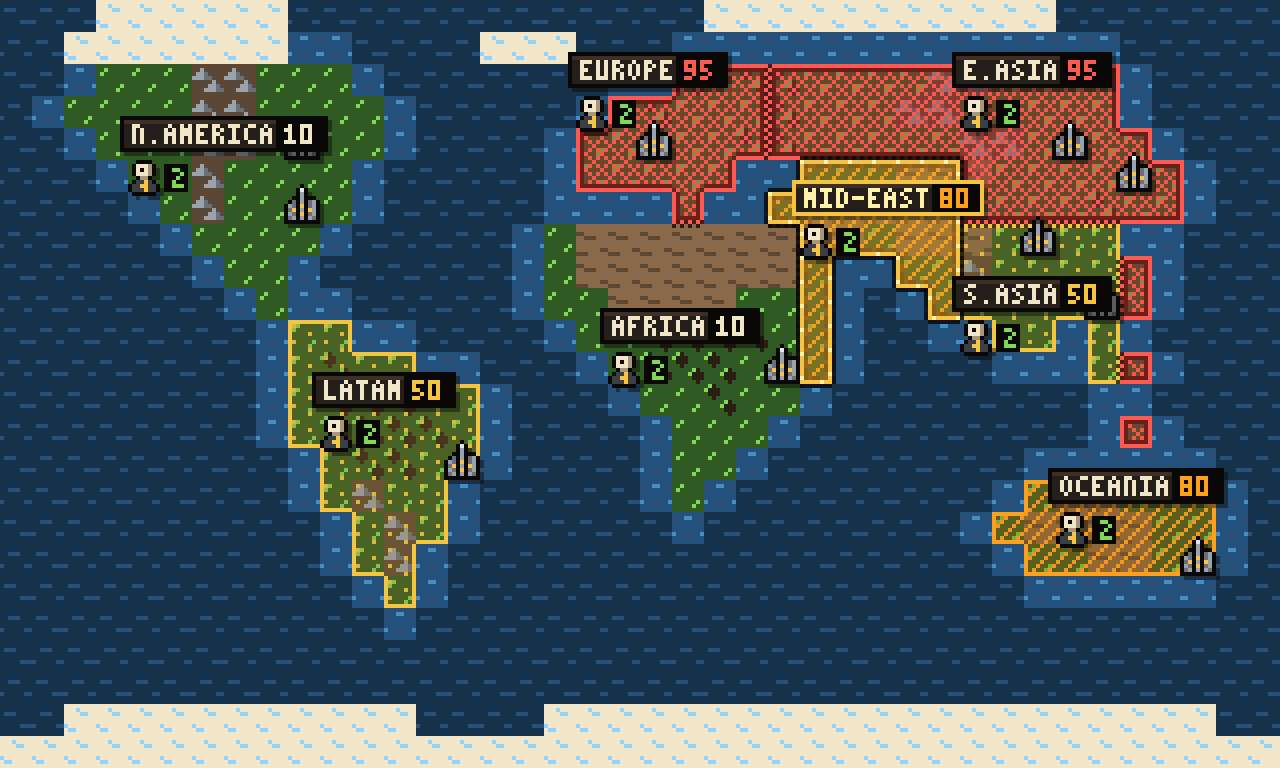 EUROPE 95
E.ASIA 95
2
2
N.AMERICA 10
2
MID-EAST 80
2
S.ASIA 50
2
AFRICA 10
2
LATAM 50
2
OCEANIA 80
2